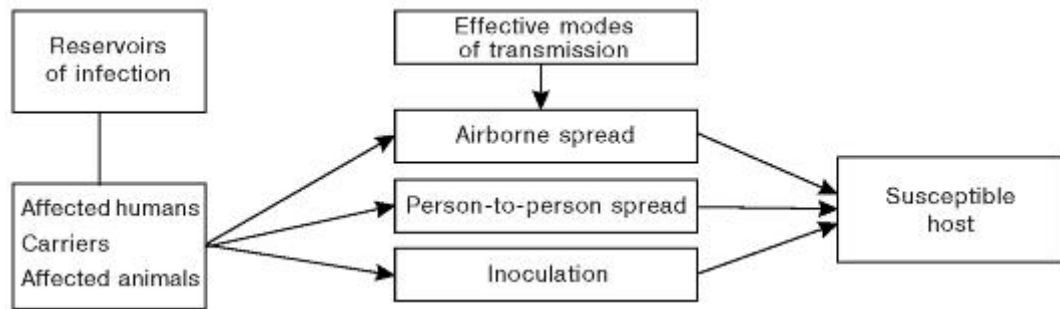 Reservoirs
of infection
Affected humans
Carriers
Affected animals
Effective modes
of transmission
Airborne spread
Person-to-person spread
Inoculation
Susceptible
host